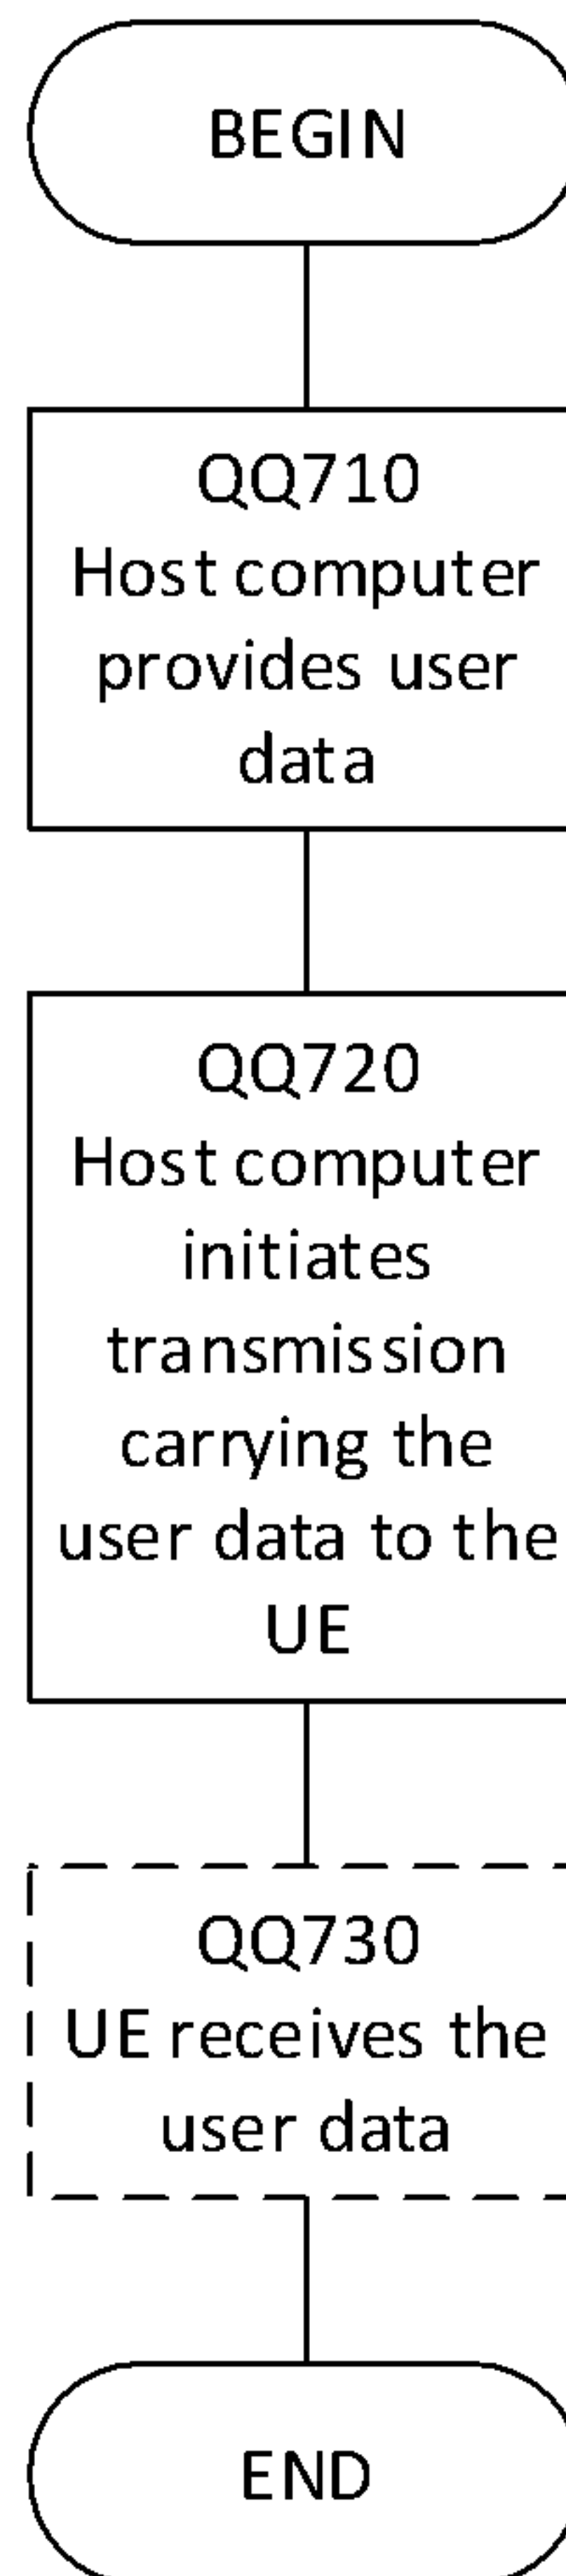 BEGIN
QQ710
Host computer
provides user
data
QQ720
Host computer
initiates
transmission
carrying the
user data to the
UE
QQ730
UE receives the
user data
END